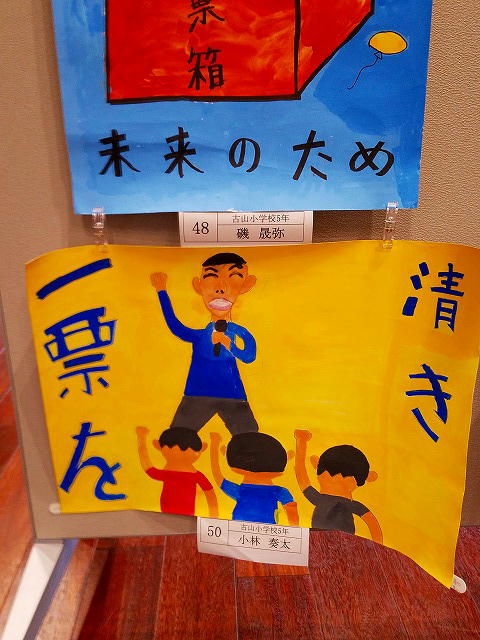 票
箱
未来のため
48
古山小学校5年
磯 晟弥
清き
一票を
50
古山小学校5年
小林 奏太